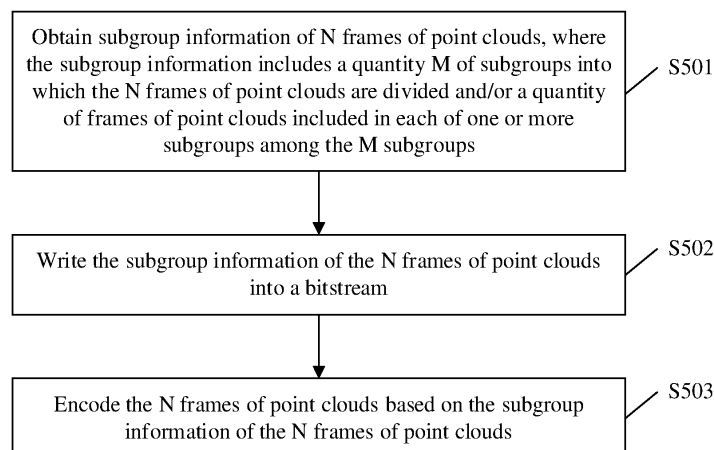 Obtain subgroup information of N frames of point clouds, where
the subgroup information includes a quantity M of subgroups into
which the N frames of point clouds are divided and/or a quantity
of frames of point clouds included in each of one or more
subgroups among the M subgroups
S501
Write the subgroup information of the N frames of point clouds
into a bitstream
S502
Encode the N frames of point clouds based on the subgroup
information of the N frames of point clouds
S503